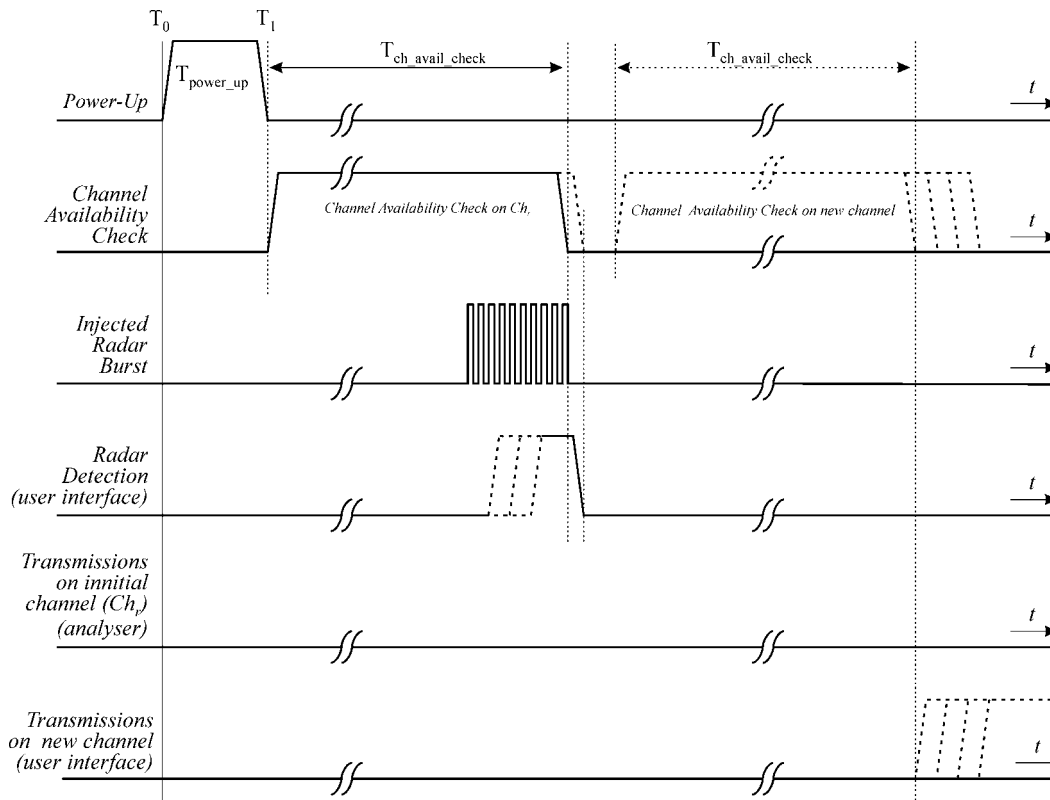 T0 T1
Tch_avail_check
Tch_avail_check
Tpower_up
Power-Up
t
Channel
Availability
Check
Channel Availability Check on Chr
Channel Availability Check on new channel
t
Injected
Radar
Burst
t
Radar
Detection
(user interface)
t
Transmissions
on innitial
channel (Chr)
(analyser)
t
Transmissions
on new channel
(user interface)
t